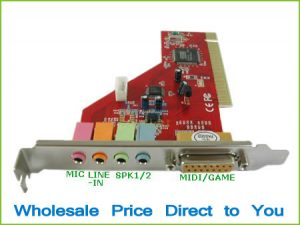 MIC LINE SPK1/2
-IN
MIDI/GAME
Wholesale Price Direct to You